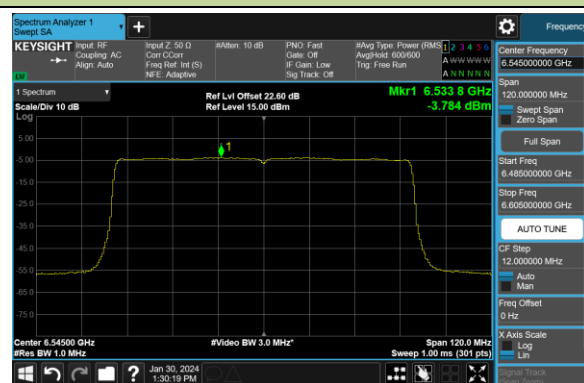 Spectrum Analyzer 1
Swept SA
Frequency
KEYSIGHT
Input: RF
Coupling: AC
Align: Auto
Input Z: 50 Ω
Corr CCorr
Freq Ref: Int (S)
NFE: Adaptive
#Atten: 10 dB
PNO: Fast
Gate: Off
IF Gain: Low
Sig Track: Off
#Avg Type: Power (RMS
Avg|Hold: 600/600
Trig: Free Run
1 2 3 4 5 6
A W W W W W
A N N N N N
LW
1 Spectrum
Scale/Div 10 dB
Log
Ref Lvl Offset 22.60 dB
Ref Level 15.00 dBm
Mkr1 6.533 8 GHz
-3.784 dBm
1
5.00
-5.00
-15.0
-25.0
-35.0
-45.0
-55.0
-65.0
-75.0
Center 6.54500 GHz
#Res BW 1.0 MHz
#Video BW 3.0 MHz*
Span 120.0 MHz
Sweep 1.00 ms (301 pts)
Jan 30, 2024
1:30:19 PM
Center Frequency
6.545000000 GHz
Span
120.000000 MHz
Swept Span
Zero Span
Full Span
Start Freq
6.485000000 GHz
Stop Freq
6.605000000 GHz
AUTO TUNE
CF Step
12.000000 MHz
Auto
Man
Freq Offset
0 Hz
X Axis Scale
Log
Lin
Signal Track